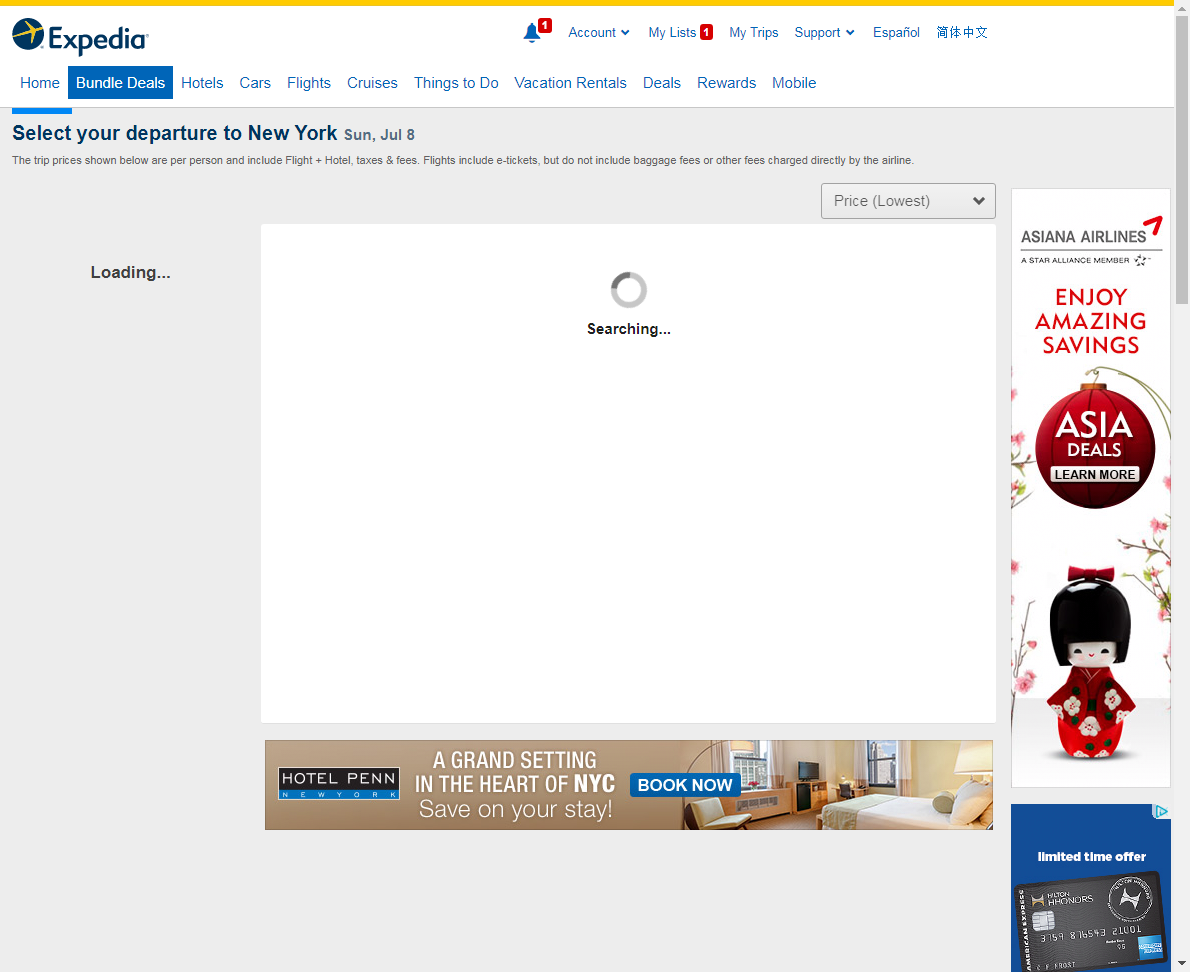 Expedia
1
Account
My Lists 1
My Trips
Support
Español
简体中文
Home
Bundle Deals
Hotels
Cars
Flights
Cruises
Things to Do
Vacation Rentals
Deals
Rewards
Mobile
Select your departure to New York Sun, Jul 8
The trip prices shown below are per person and include Flight + Hotel, taxes & fees. Flights include e-tickets, but do not include baggage fees or other fees charged directly by the airline.
Price (Lowest)
Loading...
Searching...
ASIANA AIRLINES
A STAR ALLIANCE MEMBER
ENJOY
AMAZING
SAVINGS
ASIA
DEALS
LEARN MORE
HOTEL PENN
NEW YORK
A GRAND SETTING
IN THE HEART OF NYC
Save on your stay!
BOOK NOW
limited time offer
AMERICAN EXPRESS
HILTON
HHONORS
3759 876543 21001
95
C F FROST